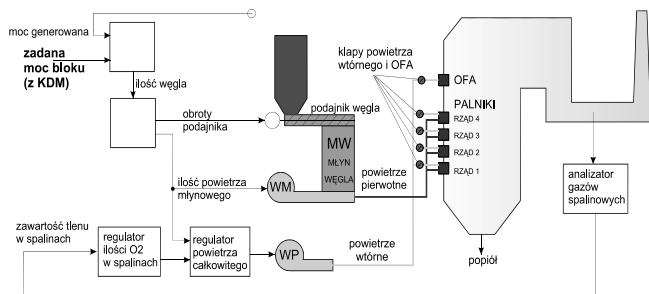 moc generowana
zadana
moc bloku
(z KDM)
ilość węgla
obroty
podajnika
podajnik węgla
klapy powietrza
wtórnego i OFA
OFA
PALNIKI
RZĄD 4
RZĄD 3
RZĄD 2
RZĄD 1
MW
MŁYN
WĘGLA
ilość powietrza
młynowego
WM
powietrze
pierwotne
analizator
gazów
spalinowych
zawartość tlenu
w spalinach
regulator
ilości O2
w spalinach
regulator
powietrza
całkowitego
WP
powietrze
wtórne
popiół